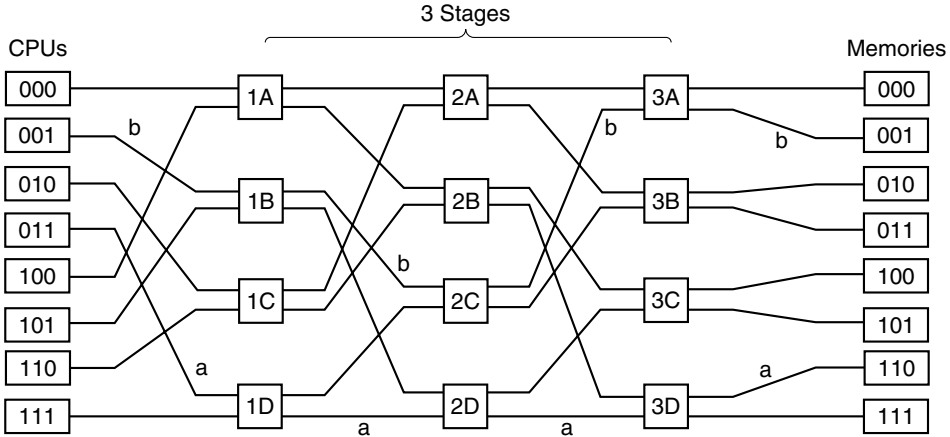 3 Stages
CPUs Memories
000 1A 2A 3A 000
001 b b b 001
010 1B 2B 3B 010
011 011
100 b 100
1C 2C 3C
101 101
110 a a 110
1D 2D 3D
111 a a 111